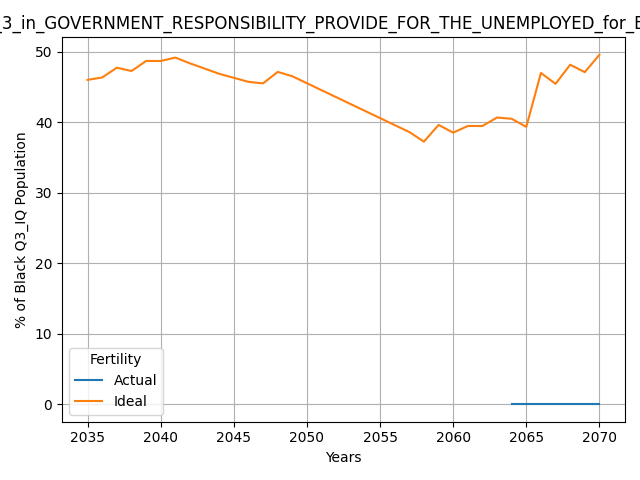 _3_in_GOVERNMENT_RESPONSIBILITY_PROVIDE_FOR_THE_UNEMPLOYED_for_E
% of Black Q3_IQ Population
50
40
30
20
10
0
Fertility
Actual
Ideal
2035 2040 2045 2050 2055 2060 2065 2070
Years